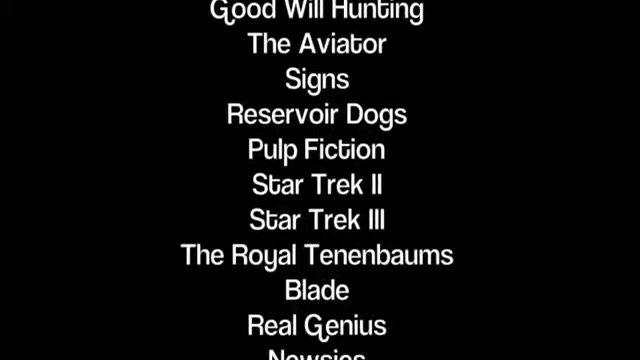 Good Will Hunting
The Aviator
Signs
Reservoir Dogs
Pulp Fiction
Star Trek II
Star Trek III
The Royal Tenenbaums
Blade
Real Genius
Newsies